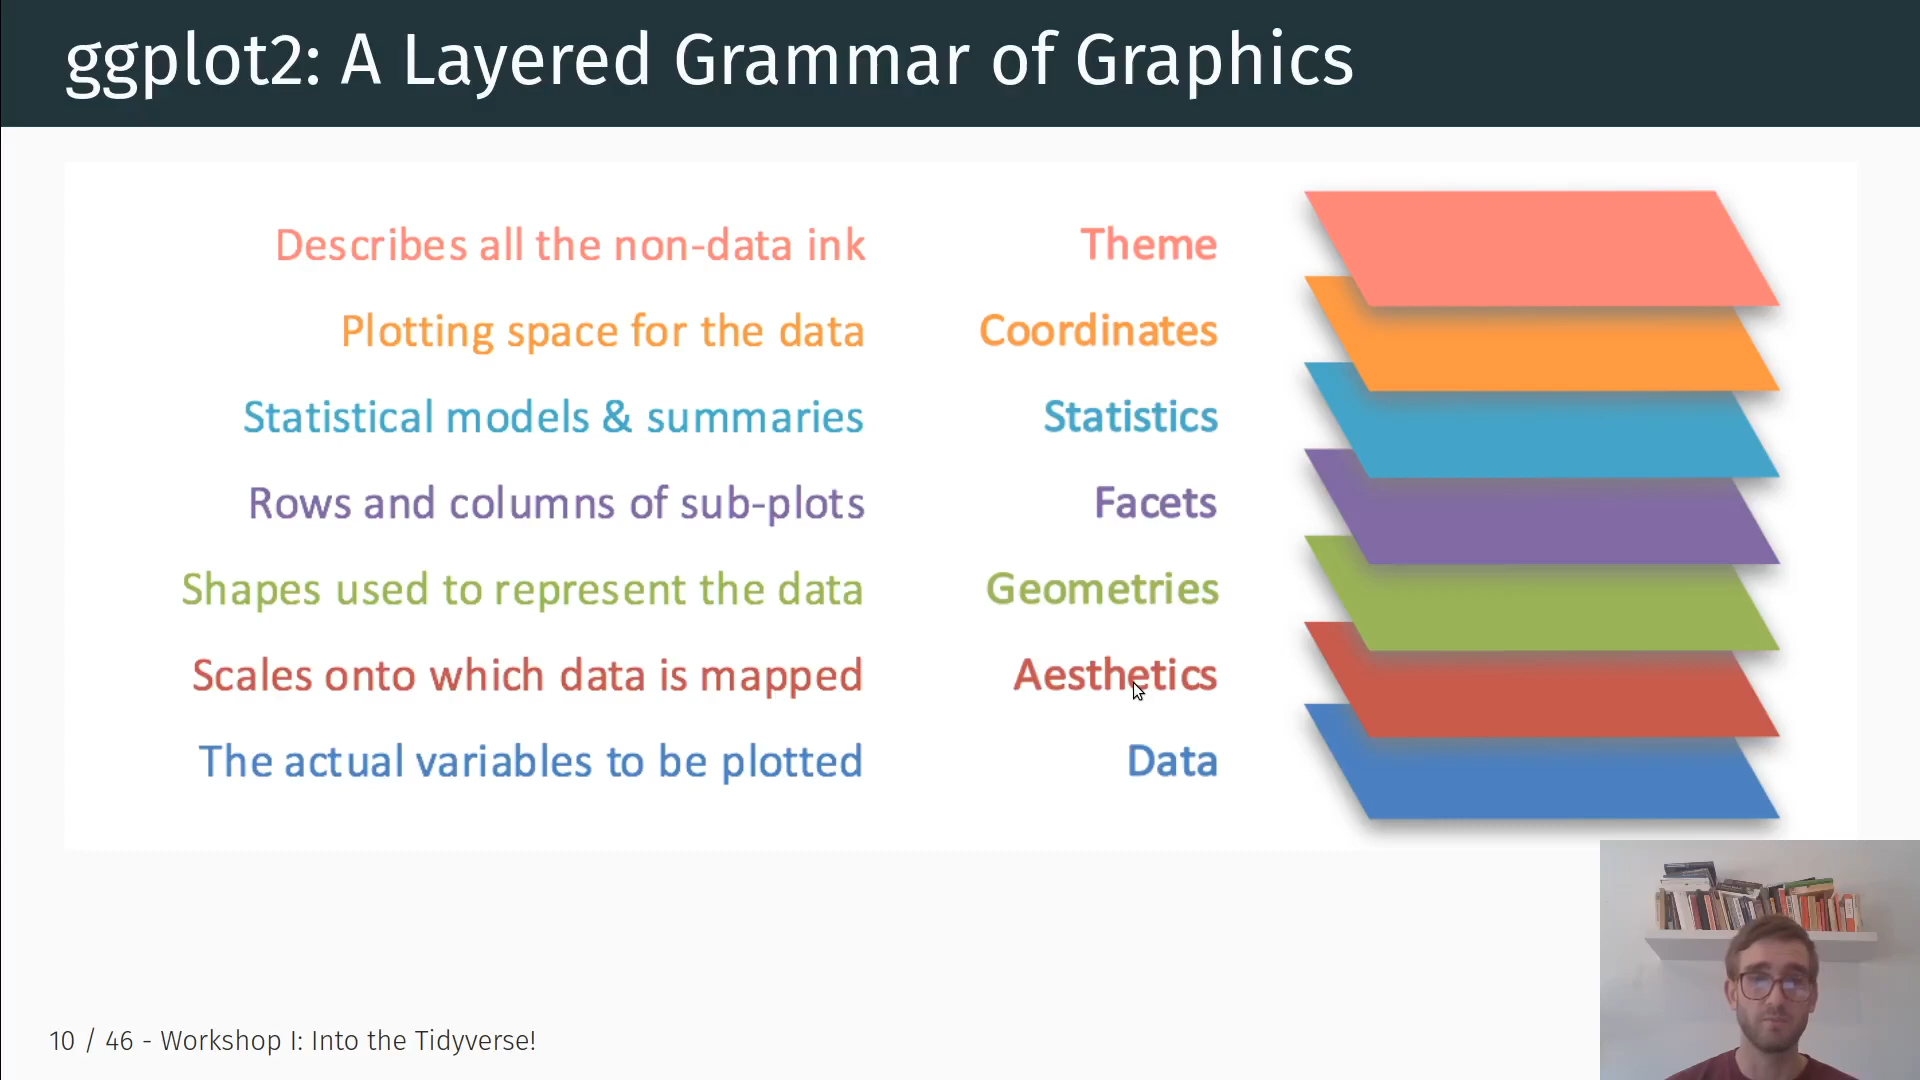 ggplot2: A Layered Grammar of Graphics
Describes all the non-data ink Theme
Plotting space for the data Coordinates
Statistical models & summaries Statistics
Rows and columns of sub-plots Facets
Shapes used to represent the data Geometries
Scales onto which data is mapped Aesthetics
The actual variables to be plotted Data
10 / 46 - Workshop I: Into the Tidyverse!